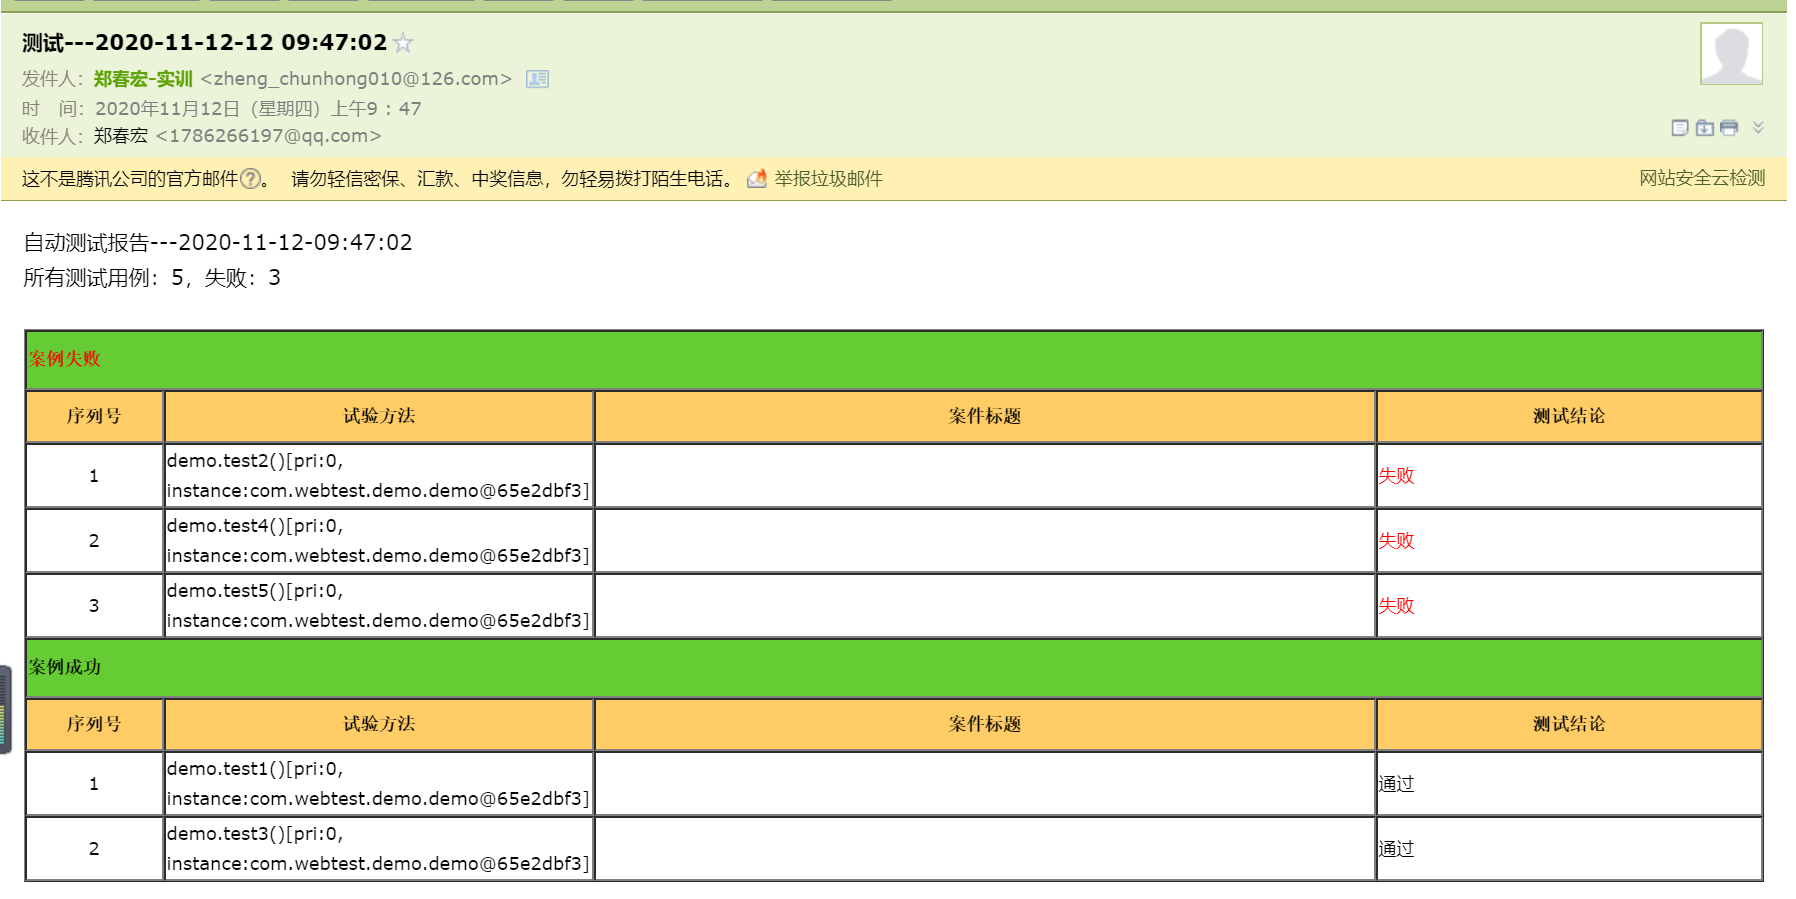 测试---2020-11-12-12 09:47:02
发件人：郑春宏-实训 <zheng_chunhong010@126.com>
时　间：2020年11月12日（星期四）上午9：47
收件人：郑春宏 <1786266197@qq.com>
这不是腾讯公司的官方邮件?。 请勿轻信密保、汇款、中奖信息，勿轻易拨打陌生电话。 举报垃圾邮件 网站安全云检测
自动测试报告---2020-11-12-09:47:02
所有测试用例：5，失败：3
案例失败
序列号 试验方法 案件标题 测试结论
1 demo.test2()[pri:0, 失败
instance:com.webtest.demo.demo@65e2dbf3]
2 demo.test4()[pri:0, 失败
instance:com.webtest.demo.demo@65e2dbf3]
3 demo.test5()[pri:0, 失败
instance:com.webtest.demo.demo@65e2dbf3]
案例成功
序列号 试验方法 案件标题 测试结论
1 demo.test1()[pri:0, 通过
instance:com.webtest.demo.demo@65e2dbf3]
2 demo.test3()[pri:0, 通过
instance:com.webtest.demo.demo@65e2dbf3]